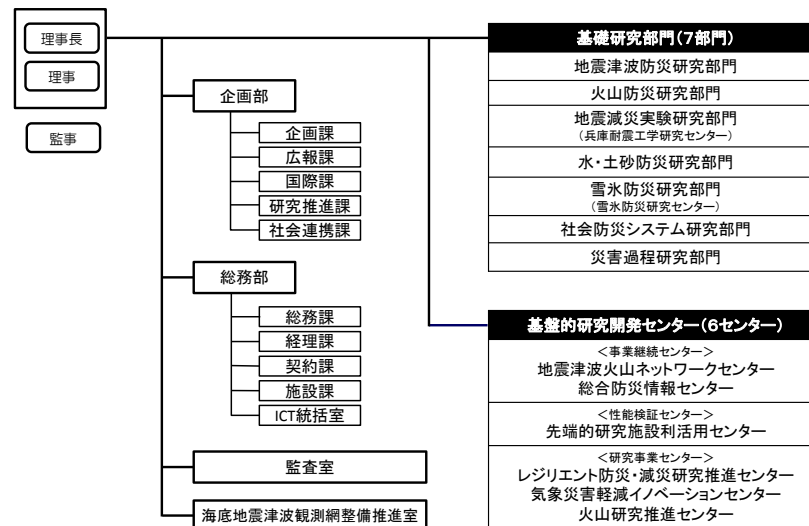 理事長
理事
監事
企画部
企画課
広報課
国際課
研究推進課
社会連携課
総務部
総務課
経理課
契約課
施設課
ICT統括室
監査室
海底地震津波観測網整備推進室
基礎研究部門(7部門)
地震津波防災研究部門
火山防災研究部門
地震減災実験研究部門
(兵庫耐震工学研究センター)
水・土砂防災研究部門
雪氷防災研究部門
(雪氷防災研究センター)
社会防災システム研究部門
災害過程研究部門
基盤的研究開発センター(6センター)
<事業継続センター>
地震津波火山ネットワークセンター
総合防災情報センター
<性能検証センター>
先端的研究施設利活用センター
<研究事業センター>
レジリエント防災・減災研究推進センター
気象災害軽減イノベーションセンター
火山研究推進センター